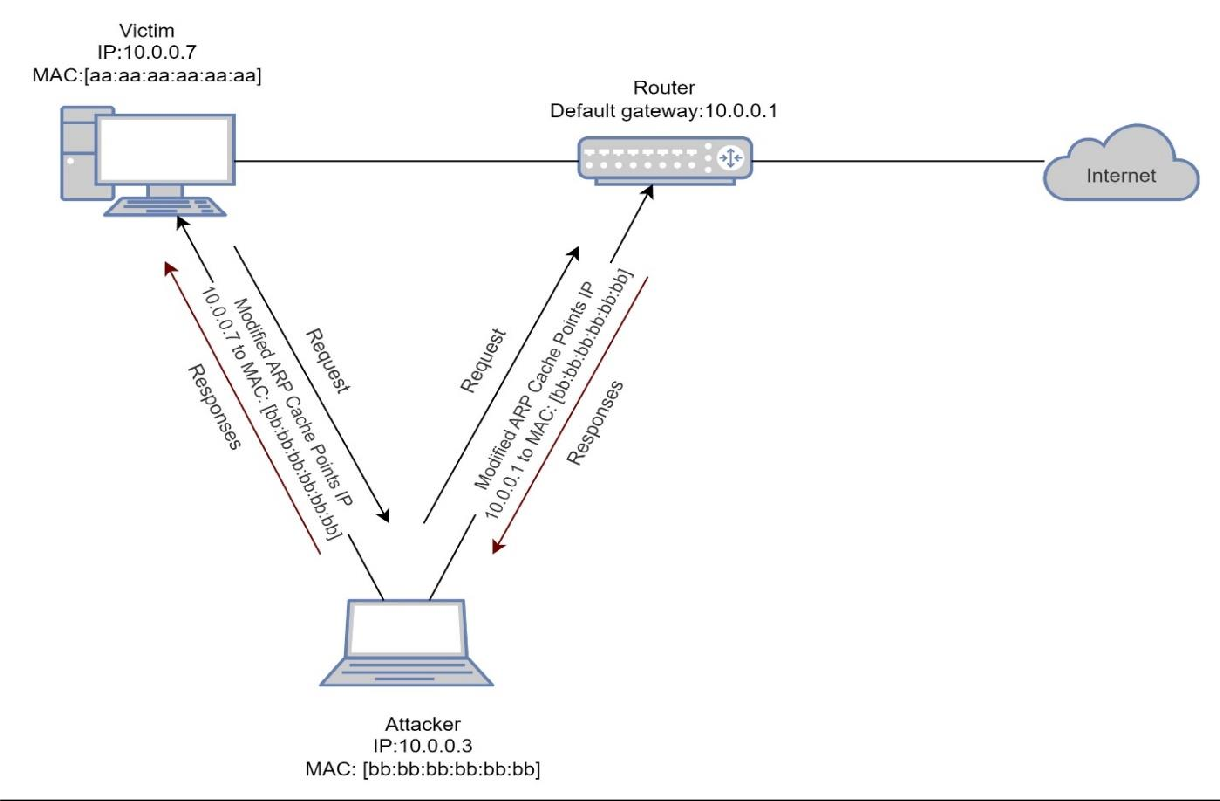 Victim
IP:10.0.0.7
MAC:[aa:aa:aa:aa:aa:aa]
Router
Default gateway:10.0.0.1
Internet
Responses
10.0.0.7 to MAC: [bb:bb:bb:bb:bb:bb]
Modified ARP Cache Points IP
Request
Request
Modified ARP Cache Points IP
10.0.0.1 to MAC: [bb:bb:bb:bb:bb:bb]
Responses
Attacker
IP:10.0.0.3
MAC: [bb:bb:bb:bb:bb:bb]